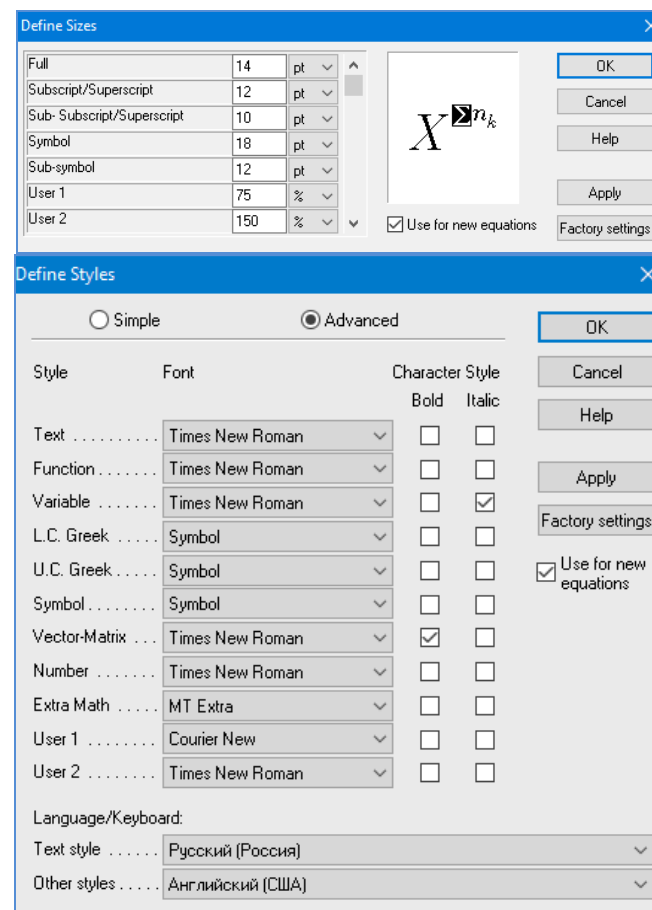 Define Sizes
Full 14 pt OK
Subscript/Superscript 12 pt Cancel
Sub- Subscript/Superscript 10 pt
Symbol 18 pt Help
Sub-symbol 12 pt
User 1 75 % Apply
User 2 150 % Use for new equations Factory settings
X Σ n k
Define Styles
Simple Advanced OK
Style Font Character Style Cancel
Bold Italic Help
Text . . . . . . . . . . Times New Roman
Function . . . . . . . Times New Roman Apply
Variable . . . . . . . Times New Roman
Factory settings
L.C. Greek . . . . . Symbol
U.C. Greek . . . . . Symbol Use for new
equations
Symbol . . . . . . . . Symbol
Vector-Matrix . . . Times New Roman
Number . . . . . . . Times New Roman
Extra Math . . . . . MT Extra
User 1 . . . . . . . . Courier New
User 2 . . . . . . . . Times New Roman
Language/Keyboard:
Text style . . . . . . Русский (Россия)
Other styles . . . . . Английский (США)